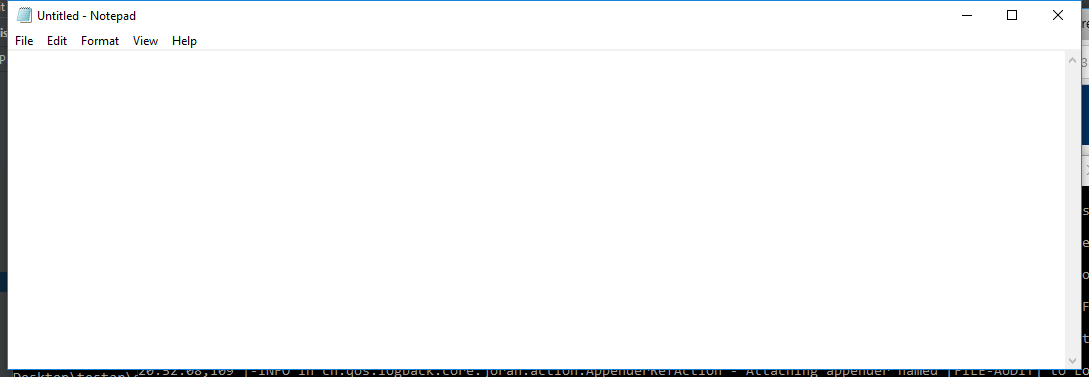 Untitled - Notepad
File Edit Format View Help
Desktop\testap\c
20:52:08,109 |-INFO in ch.qos.logback.core.joran.action.AppenderRefAction - Attaching appender named [FILE-AUDIT] to